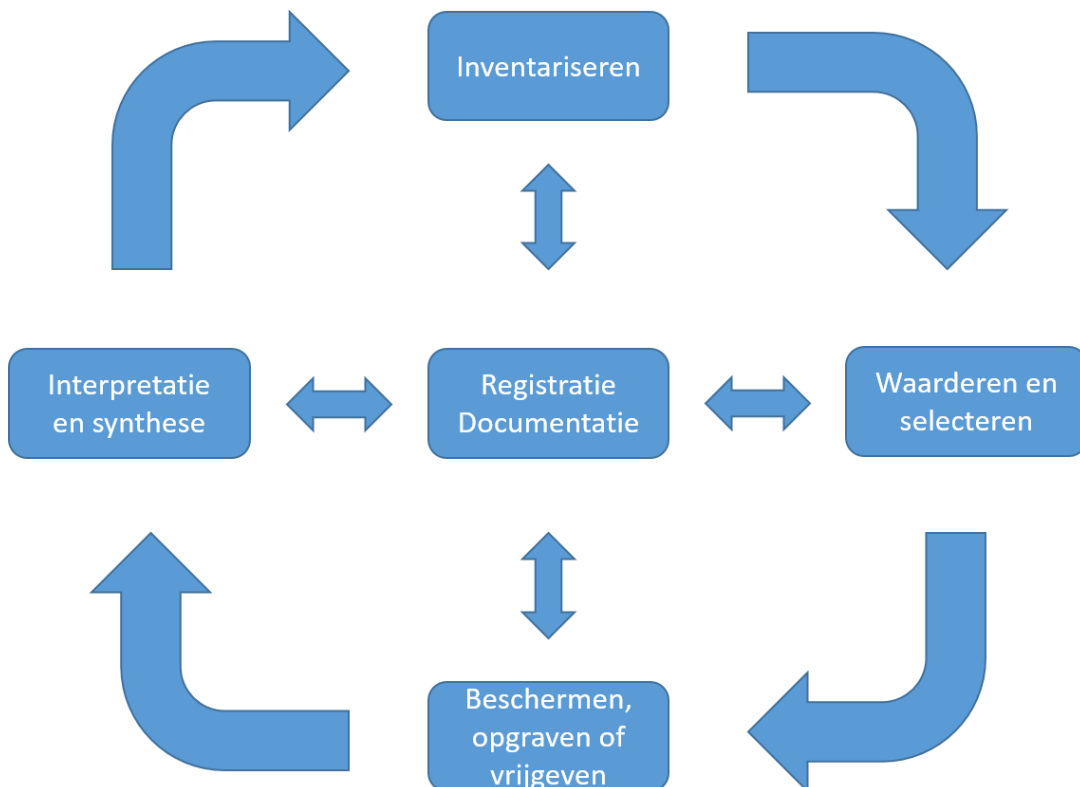 Inventariseren
Interpretatie
en synthese
Registratie
Documentatie
Waarderen en
selecteren
Beschermen,
opgraven of
vrijgeven